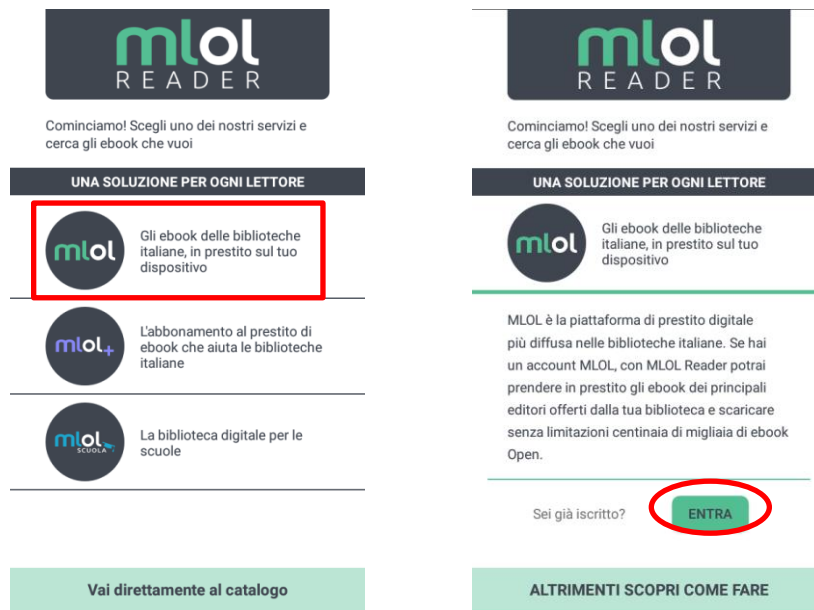 mlol
READER
Cominciamo! Scegli uno dei nostri servizi e
cerca gli ebook che vuoi
UNA SOLUZIONE PER OGNI LETTORE
mlol
Gli ebook delle biblioteche
italiane, in prestito sul tuo
dispositivo
mlol+
L'abbonamento al prestito di
ebook che aiuta le biblioteche
italiane
mlol
SCUOLA
La biblioteca digitale per le
scuole
Vai direttamente al catalogo
mlol
READER
Cominciamo! Scegli uno dei nostri servizi e
cerca gli ebook che vuoi
UNA SOLUZIONE PER OGNI LETTORE
mlol
Gli ebook delle biblioteche
italiane, in prestito sul tuo
dispositivo
MLOL è la piattaforma di prestito digitale
più diffusa nelle biblioteche italiane. Se hai
un account MLOL, con MLOL Reader potrai
prendere in prestito gli ebook dei principali
editori offerti dalla tua biblioteca e scaricare
senza limitazioni centinaia di migliaia di ebook
Open.
Sei già iscritto?
ENTRA
ALTRIMENTI SCOPRI COME FARE